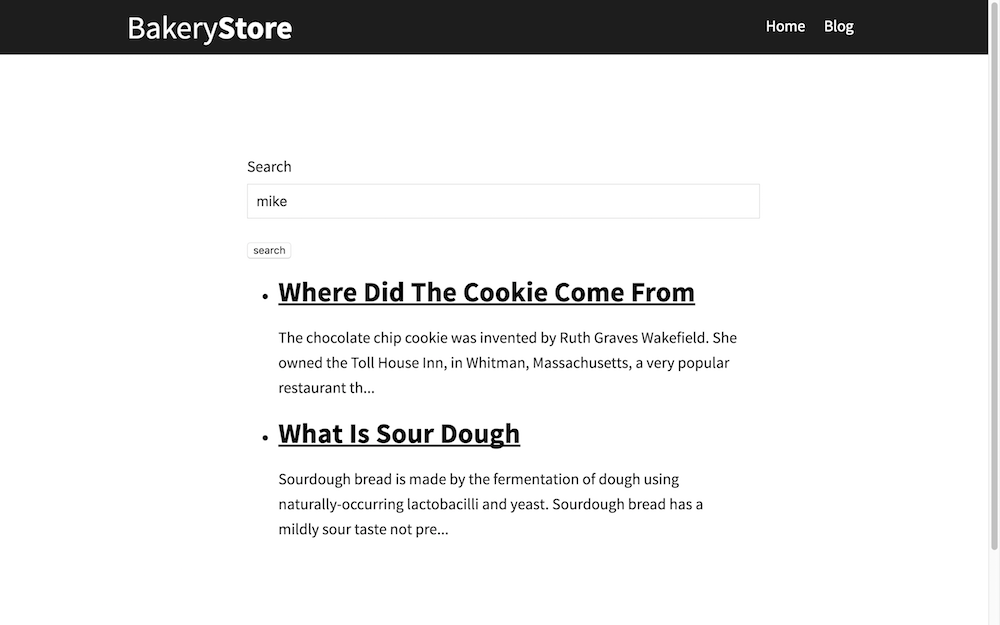 BakeryStore
Home Blog
Search
mike
search
Where Did The Cookie Come From
The chocolate chip cookie was invented by Ruth Graves Wakefield. She
owned the Toll House Inn, in Whitman, Massachusetts, a very popular
restaurant th...
What Is Sour Dough
Sourdough bread is made by the fermentation of dough using
naturally-occurring lactobacilli and yeast. Sourdough bread has a
mildly sour taste not pre...